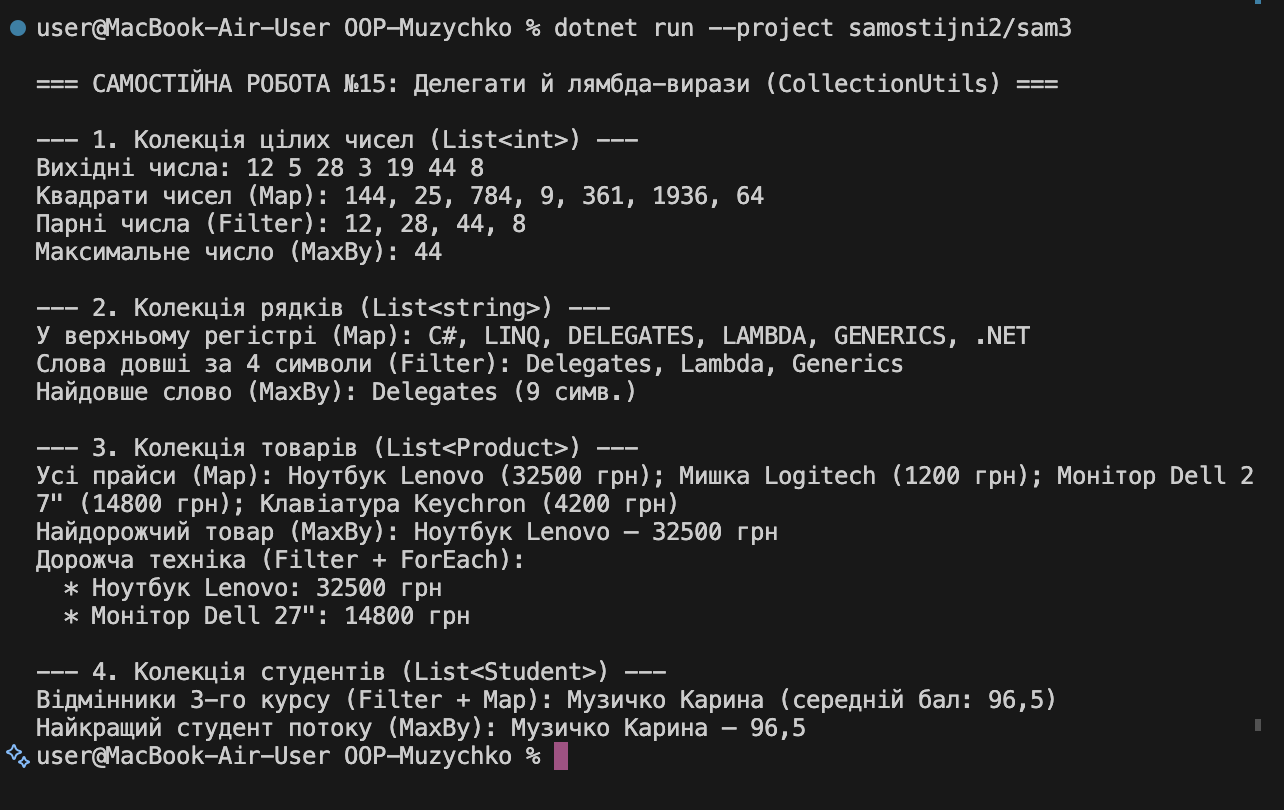 user@MacBook-Air-User OOP-Muzychko % dotnet run --project samostijni2/sam3
=== САМОСТІЙНА РОБОТА №15: Делегати й лямбда-вирази (CollectionUtils) ===
--- 1. Колекція цілих чисел (List<int>) ---
Вихідні числа: 12 5 28 3 19 44 8
Квадрати чисел (Map): 144, 25, 784, 9, 361, 1936, 64
Парні числа (Filter): 12, 28, 44, 8
Максимальне число (MaxBy): 44
--- 2. Колекція рядків (List<string>) ---
У верхньому регістрі (Map): C#, LINQ, DELEGATES, LAMBDA, GENERICS, .NET
Слова довші за 4 символи (Filter): Delegates, Lambda, Generics
Найдовше слово (MaxBy): Delegates (9 симв.)
--- 3. Колекція товарів (List<Product>) ---
Усі прайси (Map): Ноутбук Lenovo (32500 грн); Мишка Logitech (1200 грн); Монітор Dell 2
7" (14800 грн); Клавіатура Keychron (4200 грн)
Найдорожчий товар (MaxBy): Ноутбук Lenovo — 32500 грн
Дорожча техніка (Filter + ForEach):
  * Ноутбук Lenovo: 32500 грн
  * Монітор Dell 27": 14800 грн
--- 4. Колекція студентів (List<Student>) ---
Відмінники 3-го курсу (Filter + Map): Музичко Карина (середній бал: 96,5)
Найкращий студент потоку (MaxBy): Музичко Карина — 96,5
user@MacBook-Air-User OOP-Muzychko %